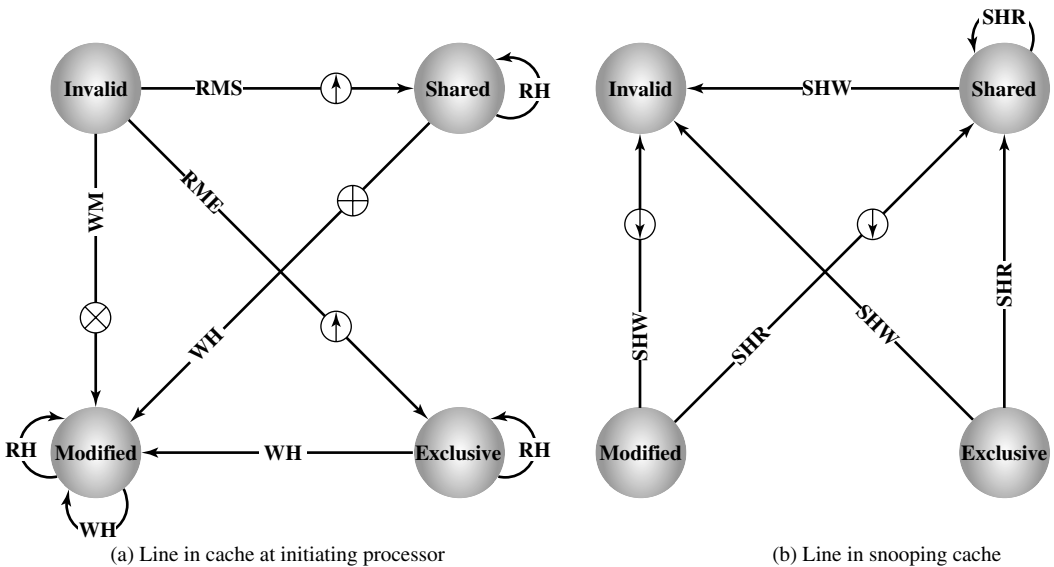 Invalid
RMS
Shared
RH
WM
RME
WH
RH
Modified
WH
Exclusive
RH
WH
(a) Line in cache at initiating processor
SHR
Invalid
SHW
Shared
SHW
SHR
SHW
SHR
Modified
Exclusive
(b) Line in snooping cache